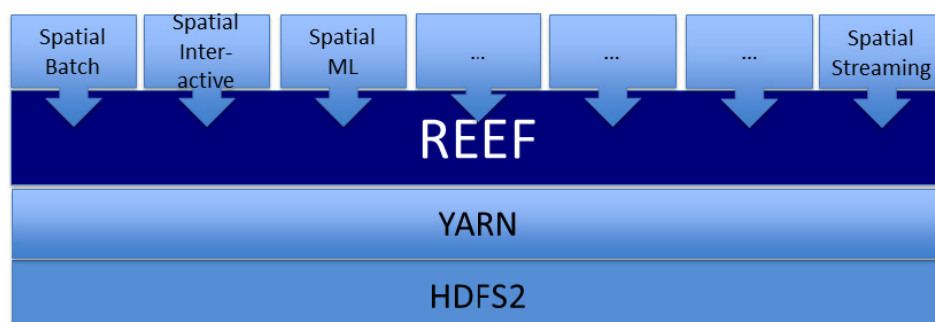 Spatial
Batch
Spatial
Inter-
active
Spatial
ML
...
...
...
Spatial
Streaming
REEF
YARN
HDFS2